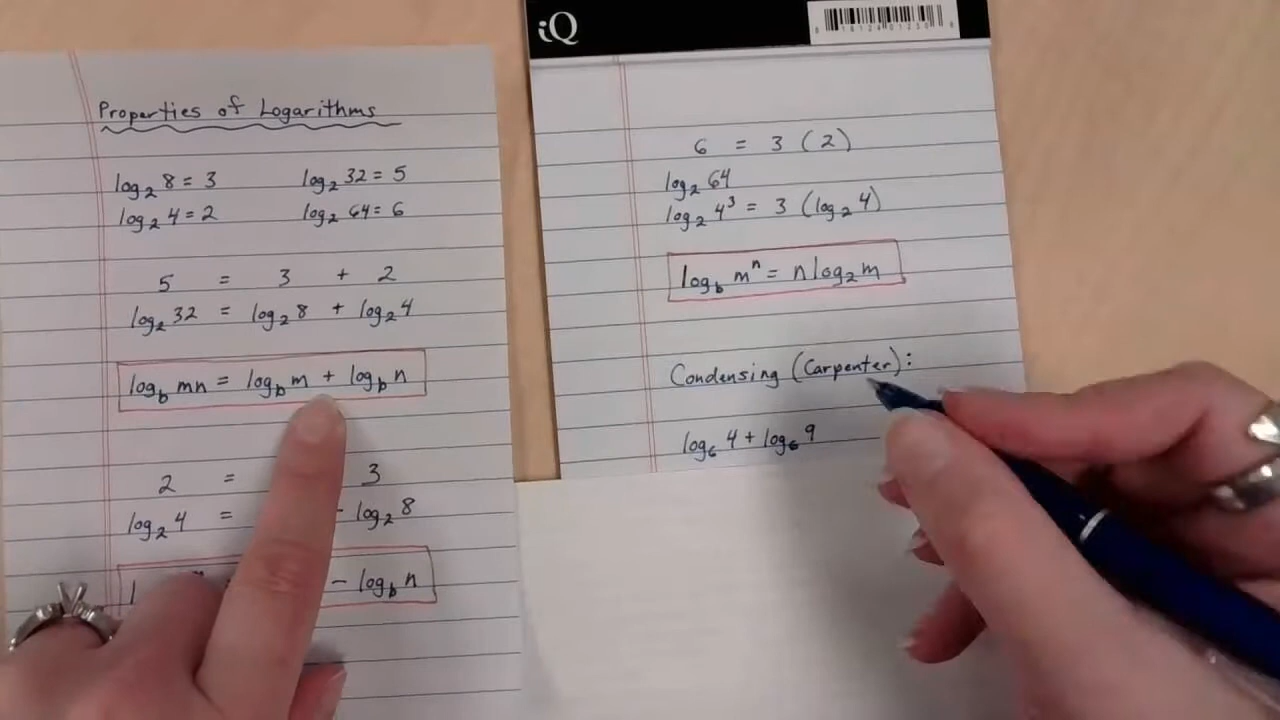 Properties of Logarithms
log₂ 8 = 3 log₂ 32 = 5
log₂ 4 = 2 log₂ 64 = 6
5 = 3 + 2
log₂ 32 = log₂ 8 + log₂ 4
log_b mn = log_b m + log_b n
2 = 3
log₂ 4 = - log₂ 8
- log_b n
iQ
6 = 3 (2)
log₂ 64
log₂ 4³ = 3 (log₂ 4)
log_b mⁿ = n log₂ m
Condensing (Carpenter):
log₆ 4 + log₆ 9